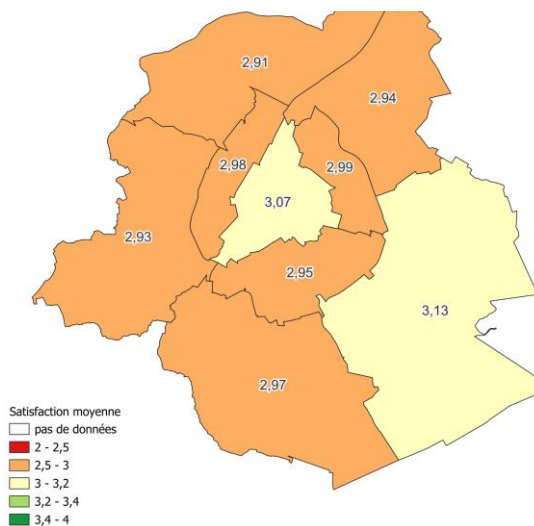 2,91
2,94
2,98
2,99
3,07
2,93
2,95
3,13
2,97
Satisfaction moyenne
pas de données
2 - 2,5
2,5 - 3
3 - 3,2
3,2 - 3,4
3,4 - 4